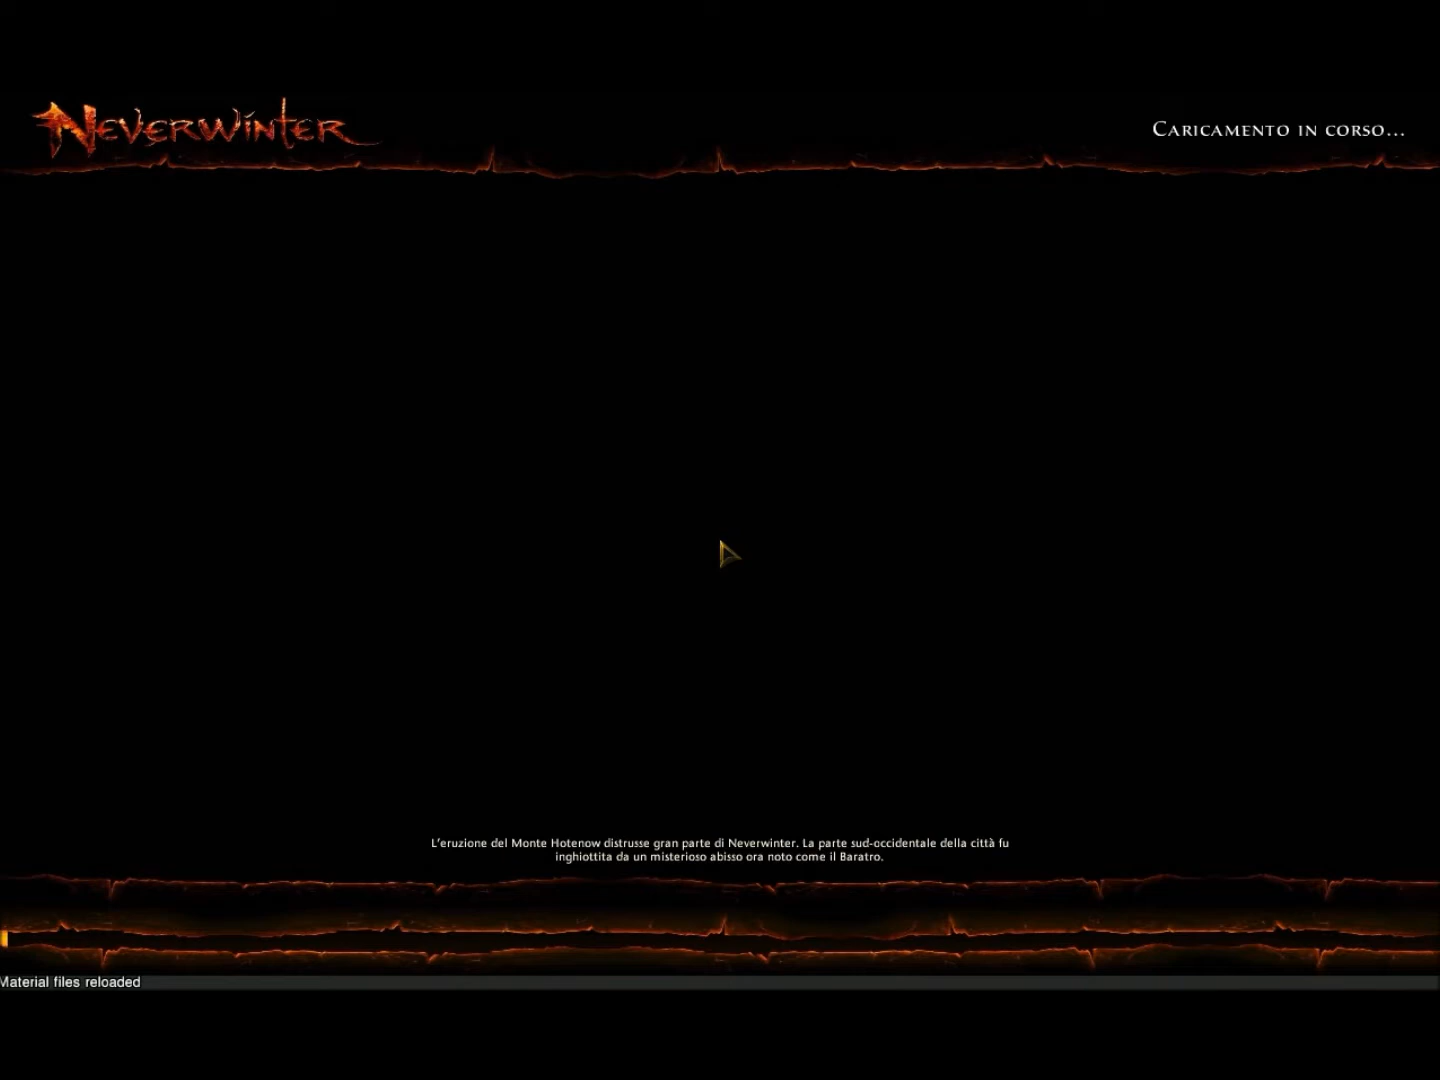 Neverwinter
Caricamento in corso...
L'eruzione del Monte Hotenow distrusse gran parte di Neverwinter. La parte sud-occidentale della città fu
inghiottita da un misterioso abisso ora noto come il Baratro.
Material files reloaded